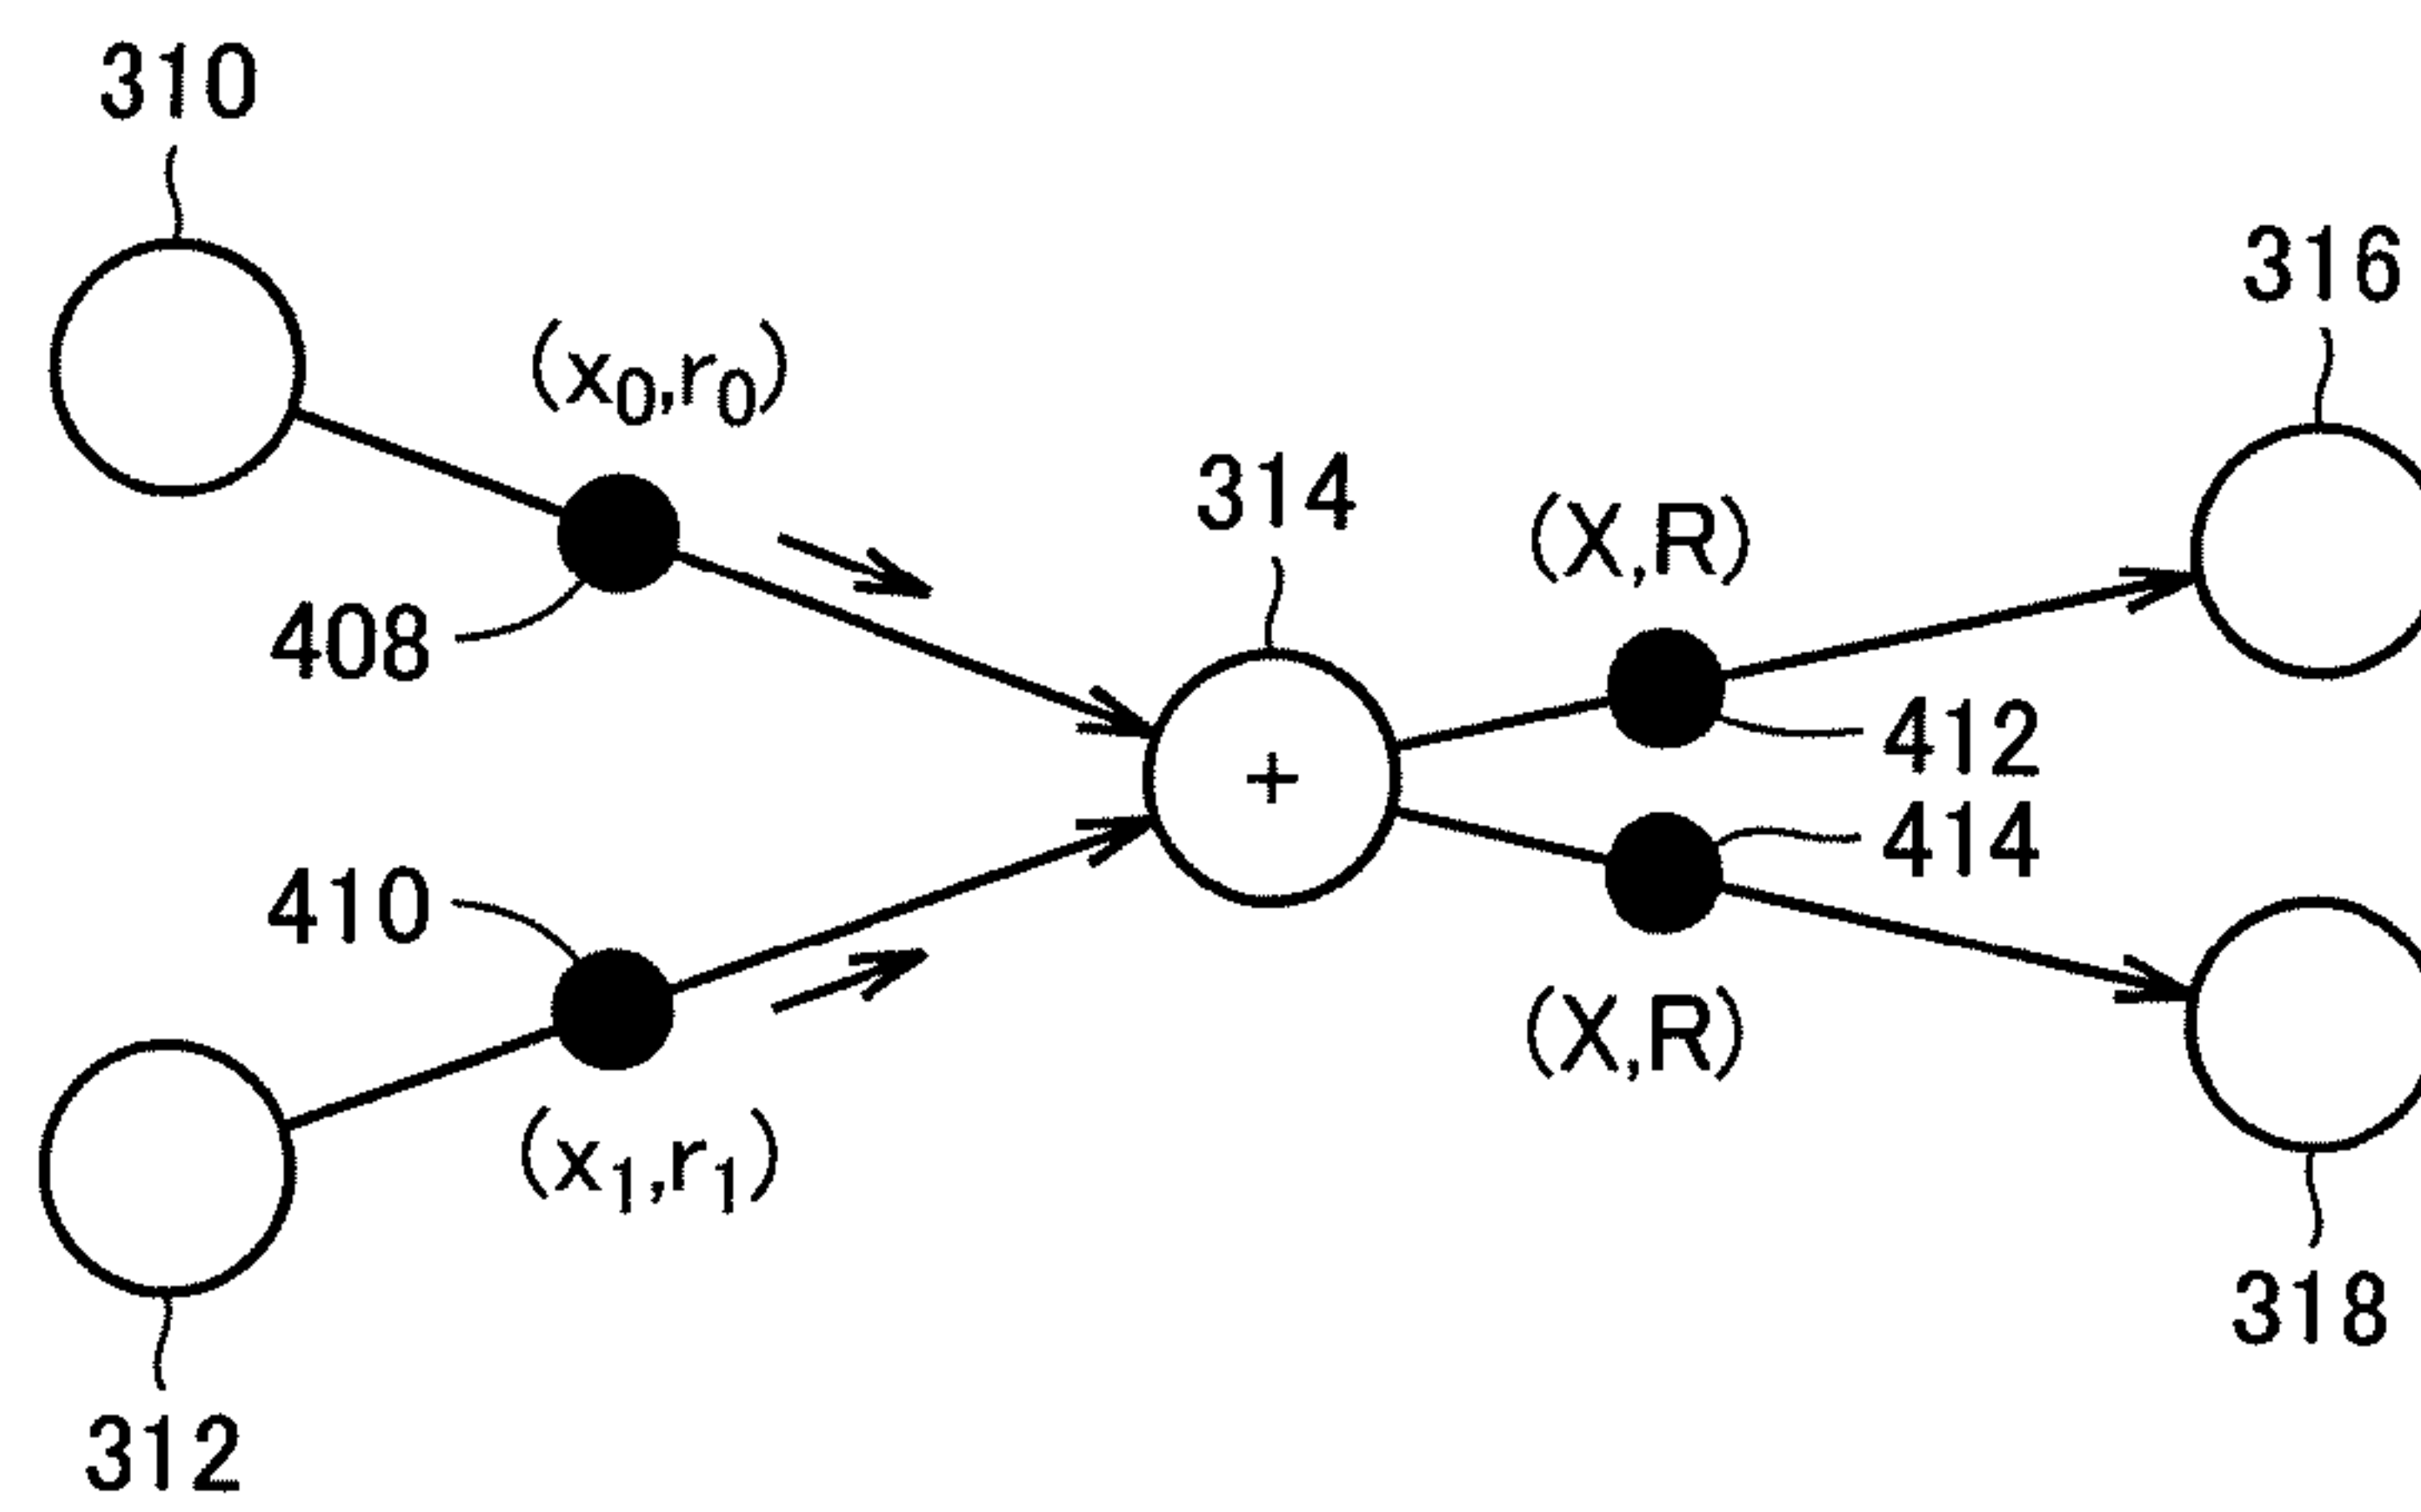 310
316
(x₀,r₀)
314
(X,R)
408
412
414
410
+
(X,R)
(x₁,r₁)
318
312